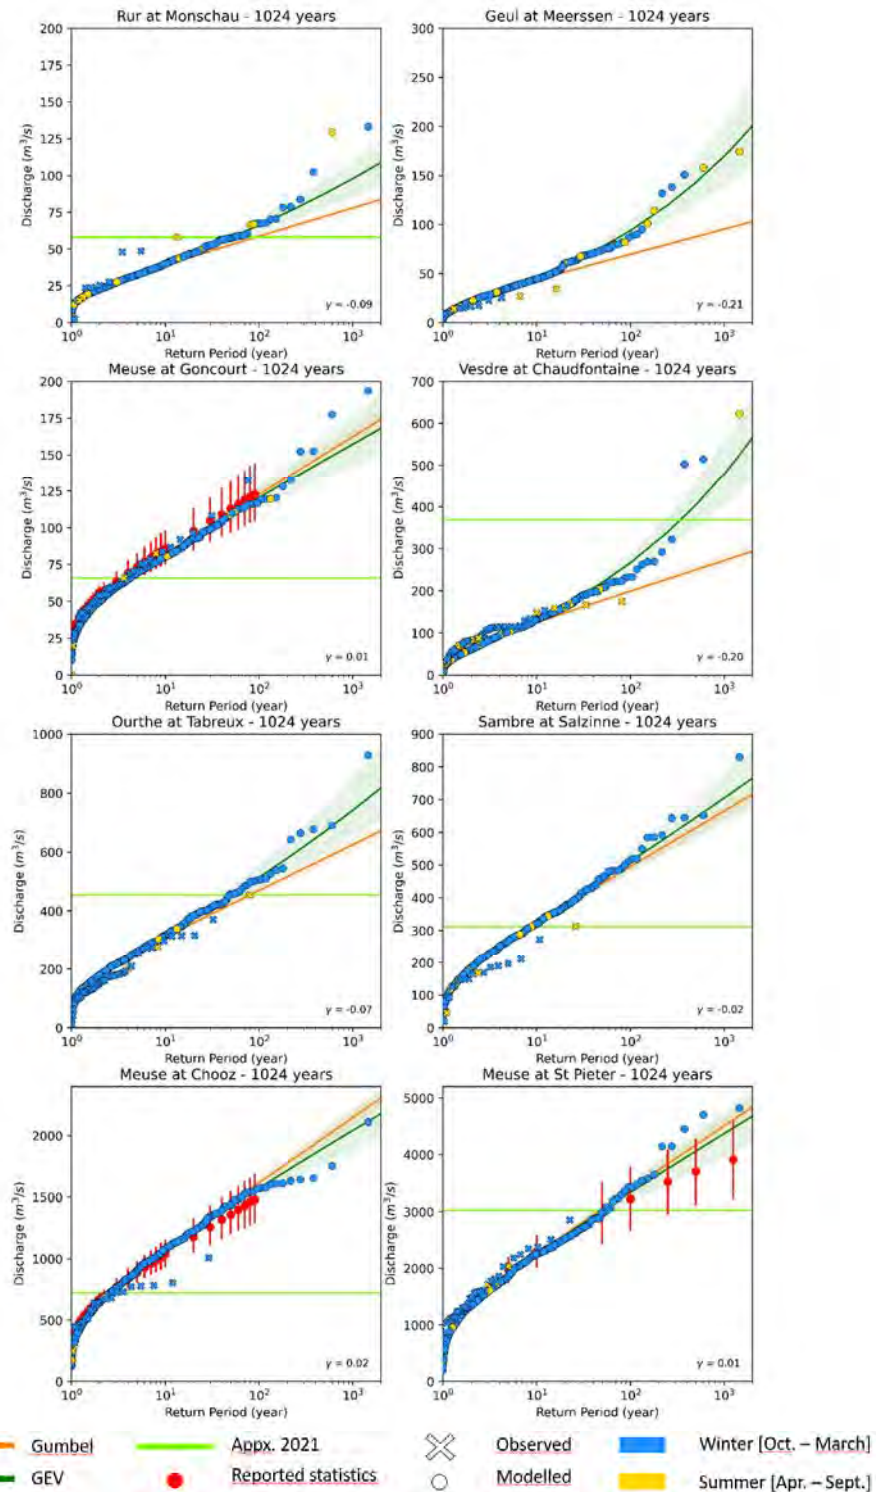 Rur at Monschau - 1024 years
Geul at Meerssen - 1024 years
200
175
150
125
100
75
50
25
0
Discharge (m³/s)
γ = -0.09
10⁰ 10¹ 10² 10³
Return Period (year)
300
250
200
150
100
50
0
Discharge (m³/s)
γ = -0.21
10⁰ 10¹ 10² 10³
Return Period (year)
Meuse at Goncourt - 1024 years
Vesdre at Chaudfontaine - 1024 years
200
175
150
125
100
75
50
25
0
Discharge (m³/s)
γ = 0.01
10⁰ 10¹ 10² 10³
Return Period (year)
700
600
500
400
300
200
100
0
Discharge (m³/s)
γ = -0.20
10⁰ 10¹ 10² 10³
Return Period (year)
Ourthe at Tabreux - 1024 years
Sambre at Salzinne - 1024 years
1000
800
600
400
200
0
Discharge (m³/s)
γ = -0.07
10⁰ 10¹ 10² 10³
Return Period (year)
900
800
700
600
500
400
300
200
100
0
Discharge (m³/s)
γ = -0.02
10⁰ 10¹ 10² 10³
Return Period (year)
Meuse at Chooz - 1024 years
Meuse at St Pieter - 1024 years
2000
1500
1000
500
0
Discharge (m³/s)
γ = 0.02
10⁰ 10¹ 10² 10³
Return Period (year)
5000
4000
3000
2000
1000
0
Discharge (m³/s)
γ = 0.01
10⁰ 10¹ 10² 10³
Return Period (year)
Gumbel Appx. 2021 Observed Winter [Oct. – March]
GEV Reported statistics Modelled Summer [Apr. – Sept.]